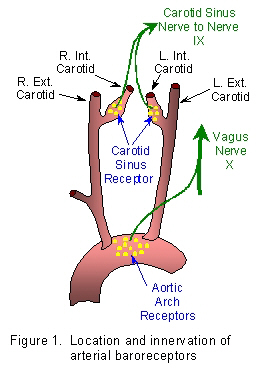 Carotid Sinus
Nerve to Nerve
IX
R. Int.
Carotid
L. Int.
Carotid
R. Ext.
Carotid
L. Ext.
Carotid
Carotid
Sinus
Receptor
Vagus
Nerve
X
Aortic
Arch
Receptors
Figure 1. Location and innervation of
arterial baroreceptors